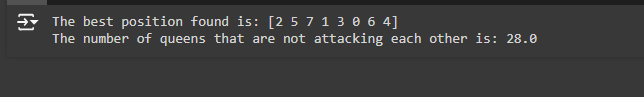 The best position found is: [2 5 7 1 3 0 6 4]
The number of queens that are not attacking each other is: 28.0